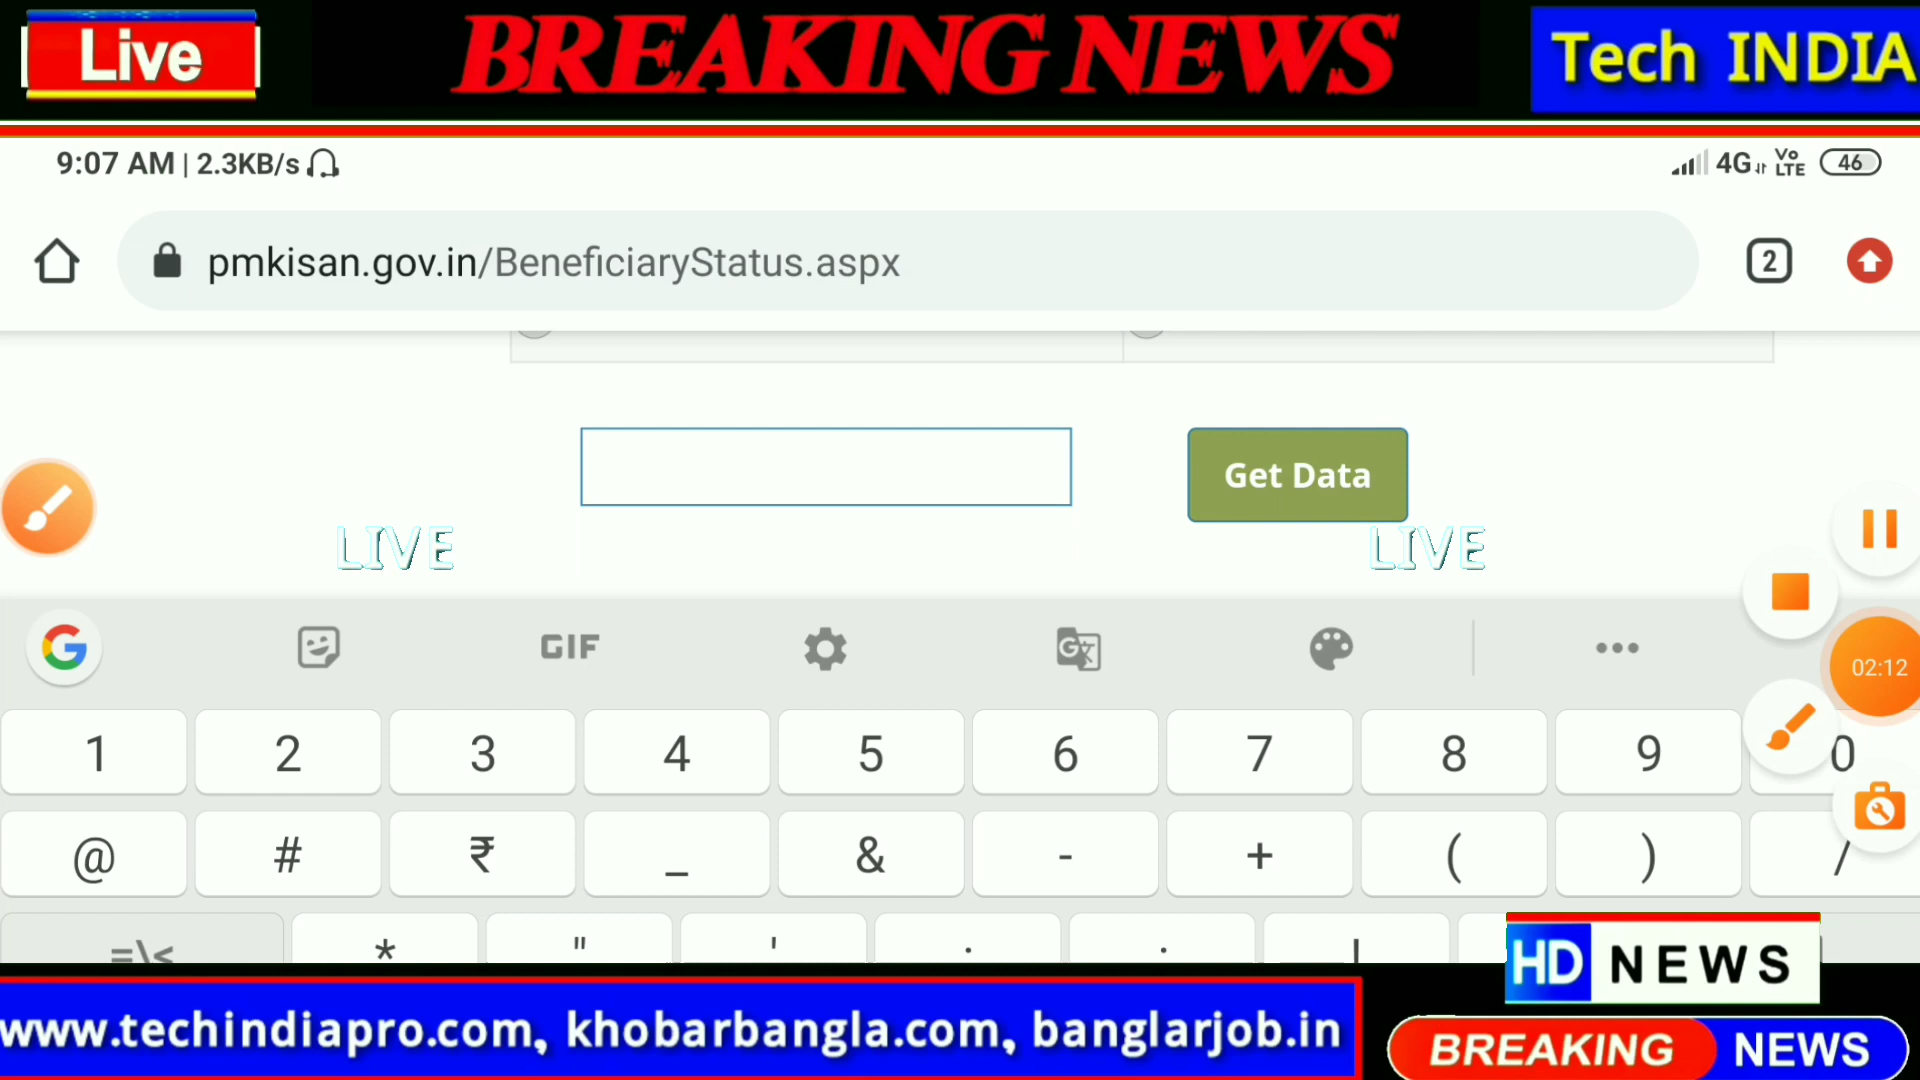 Live
BREAKING NEWS
Tech INDIA
9:07 AM | 2.3KB/s
4G Vo LTE 46
pmkisan.gov.in/BeneficiaryStatus.aspx
2
Get Data
LIVE LIVE
G GIF G
02:12
1 2 3 4 5 6 7 8 9 0
@ # ₹ _ & - + ( ) /
=\< * " '
HD NEWS
www.techindiapro.com, khobarbangla.com, banglarjob.in
BREAKING NEWS